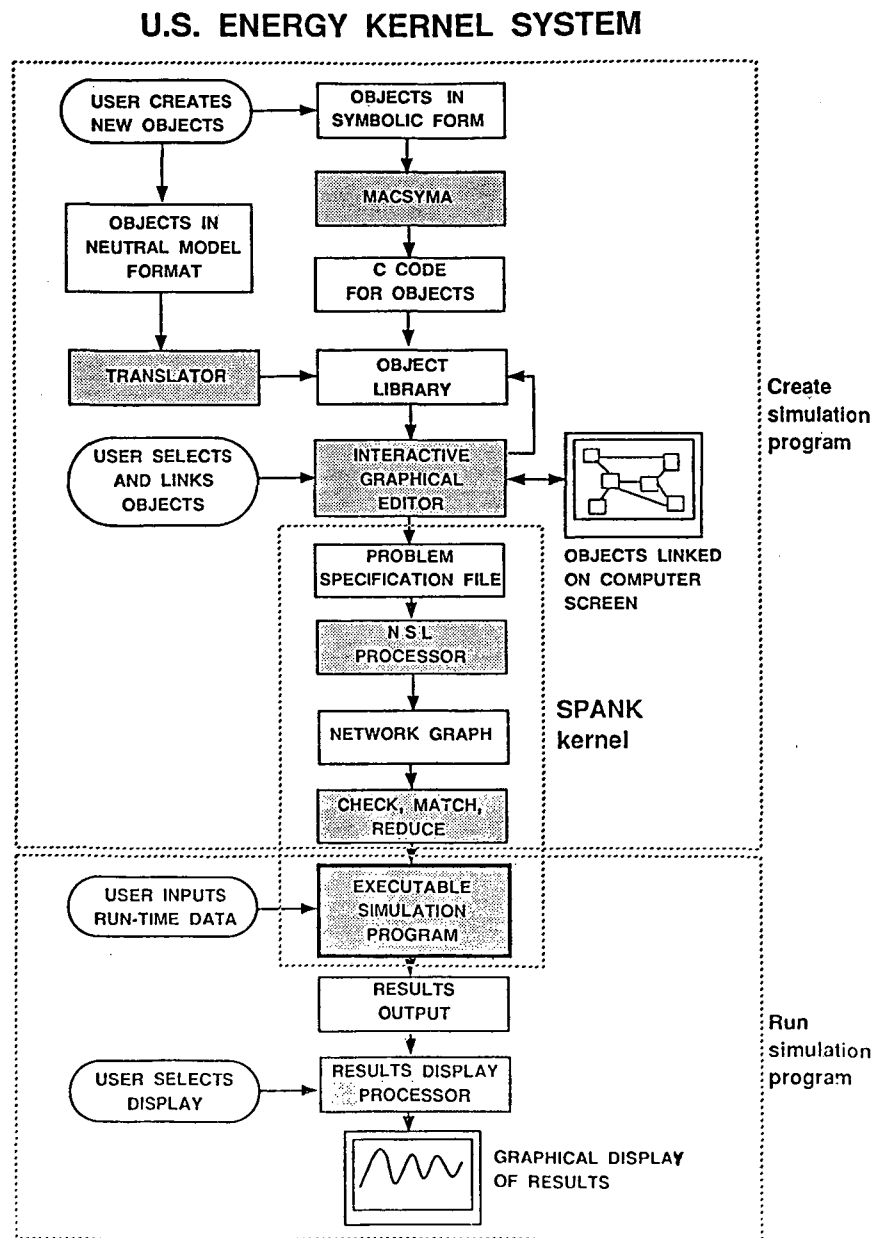 U.S. ENERGY KERNEL SYSTEM
USER CREATES
NEW OBJECTS
OBJECTS IN
SYMBOLIC FORM
MACSYMA
OBJECTS IN
NEUTRAL MODEL
FORMAT
C CODE
FOR OBJECTS
TRANSLATOR
OBJECT
LIBRARY
Create
simulation
program
USER SELECTS
AND LINKS
OBJECTS
INTERACTIVE
GRAPHICAL
EDITOR
OBJECTS LINKED
ON COMPUTER
SCREEN
PROBLEM
SPECIFICATION FILE
N S L
PROCESSOR
SPANK
kernel
NETWORK GRAPH
CHECK, MATCH,
REDUCE
USER INPUTS
RUN-TIME DATA
EXECUTABLE
SIMULATION
PROGRAM
RESULTS
OUTPUT
Run
simulation
program
USER SELECTS
DISPLAY
RESULTS DISPLAY
PROCESSOR
GRAPHICAL DISPLAY
OF RESULTS